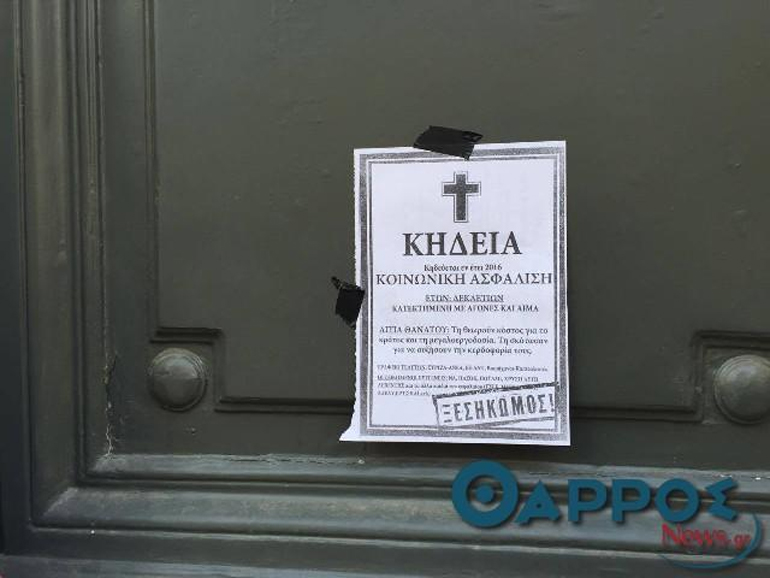 ΚΗΔΕΙΑ
Κηδεύεται εν έτει 2016
ΚΟΙΝΩΝΙΚΗ ΑΣΦΑΛΙΣΗ
ΕΤΩΝ: ΔΕΚΑΕΤΙΩΝ
ΚΑΤΕΚΤΗΜΕΝΗ ΜΕ ΑΓΩΝΕΣ ΚΑΙ ΑΙΜΑ
ΑΙΤΙΑ ΘΑΝΑΤΟΥ: Τη θεωρούν κόστος για το
κράτος και τη μεγαλοεργοδοσία. Τη σκότωσαν
για να αυξήσουν την κερδοφορία τους.
ΞΕΣΗΚΩΜΟΣ!
ΘΑΡΡΟΣ
News.gr